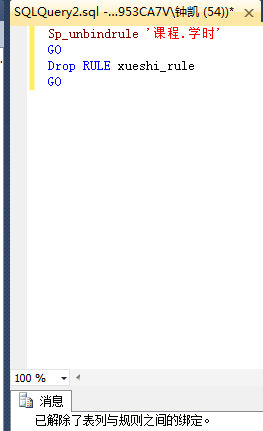 SQLQuery2.sql -...953CA7V\钟凯 (54))*
Sp_unbindrule '课程.学时'
GO
Drop RULE xueshi_rule
GO
100 %
消息
已解除了表列与规则之间的绑定。